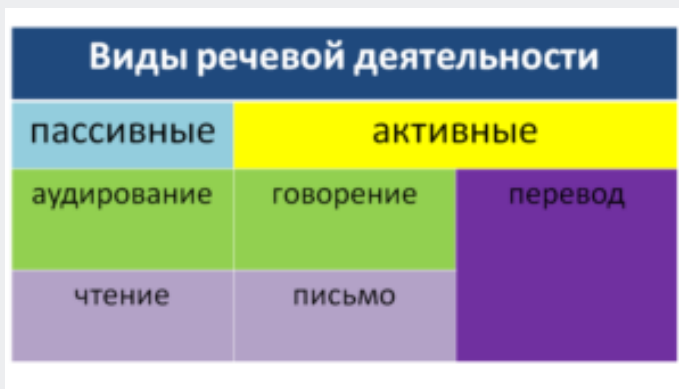 Виды речевой деятельности
пассивные активные
аудирование говорение перевод
чтение письмо